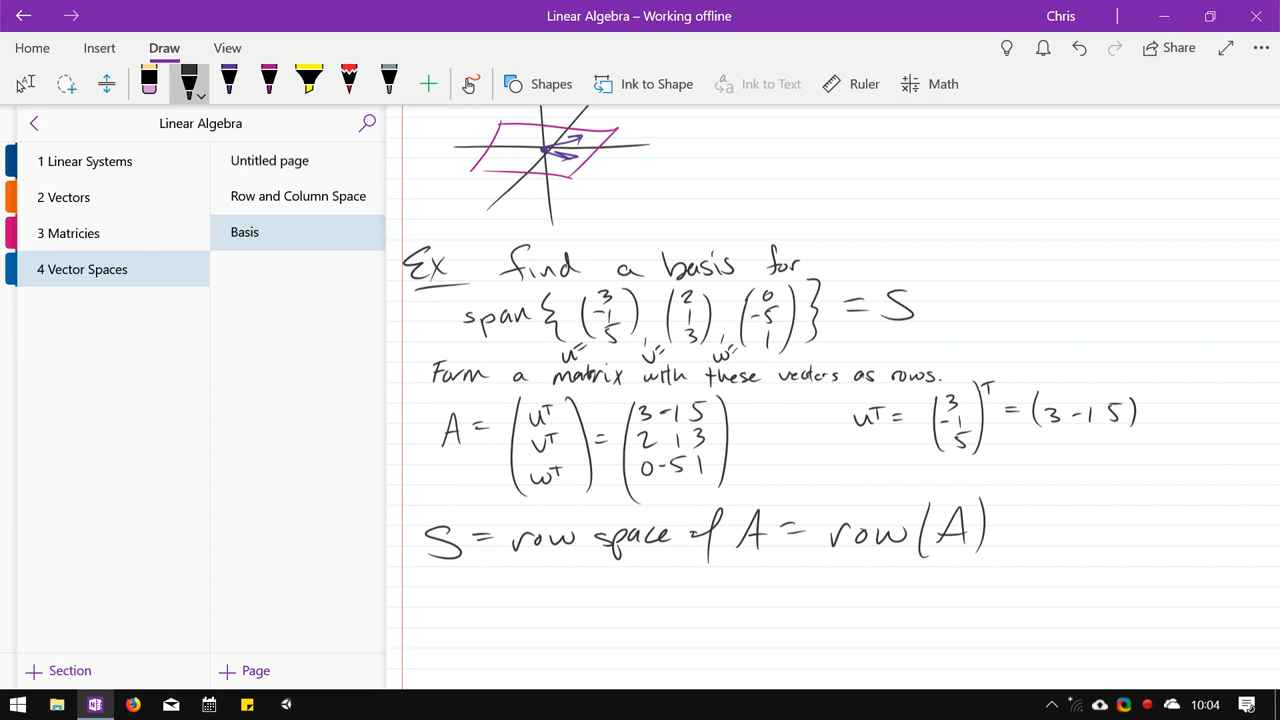 Linear Algebra – Working offline
Chris
Home Insert Draw View
Share
Shapes Ink to Shape Ink to Text Ruler Math
Linear Algebra
1 Linear Systems
2 Vectors
3 Matricies
4 Vector Spaces
Untitled page
Row and Column Space
Basis
Ex find a basis for
span { (3 -1 5), (2 1 3), (0 -5 1) } = S
u= v= w=
Form a matrix with these vectors as rows.
A = (uᵀ vᵀ wᵀ) = (3 -1 5 2 1 3 0 -5 1) uᵀ = (3 -1 5)ᵀ = (3 -1 5)
S = row space of A = row(A)
+ Section
+ Page
10:04